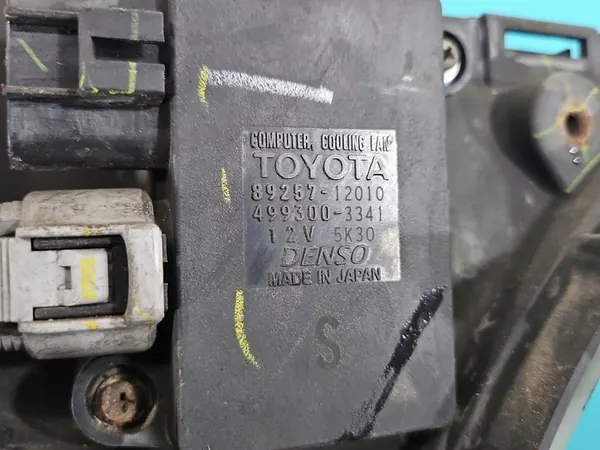 COMPUTER, COOLING FAN
TOYOTA
89257-12010
499300-3341
12V 5K30
DENSO
MADE IN JAPAN
S